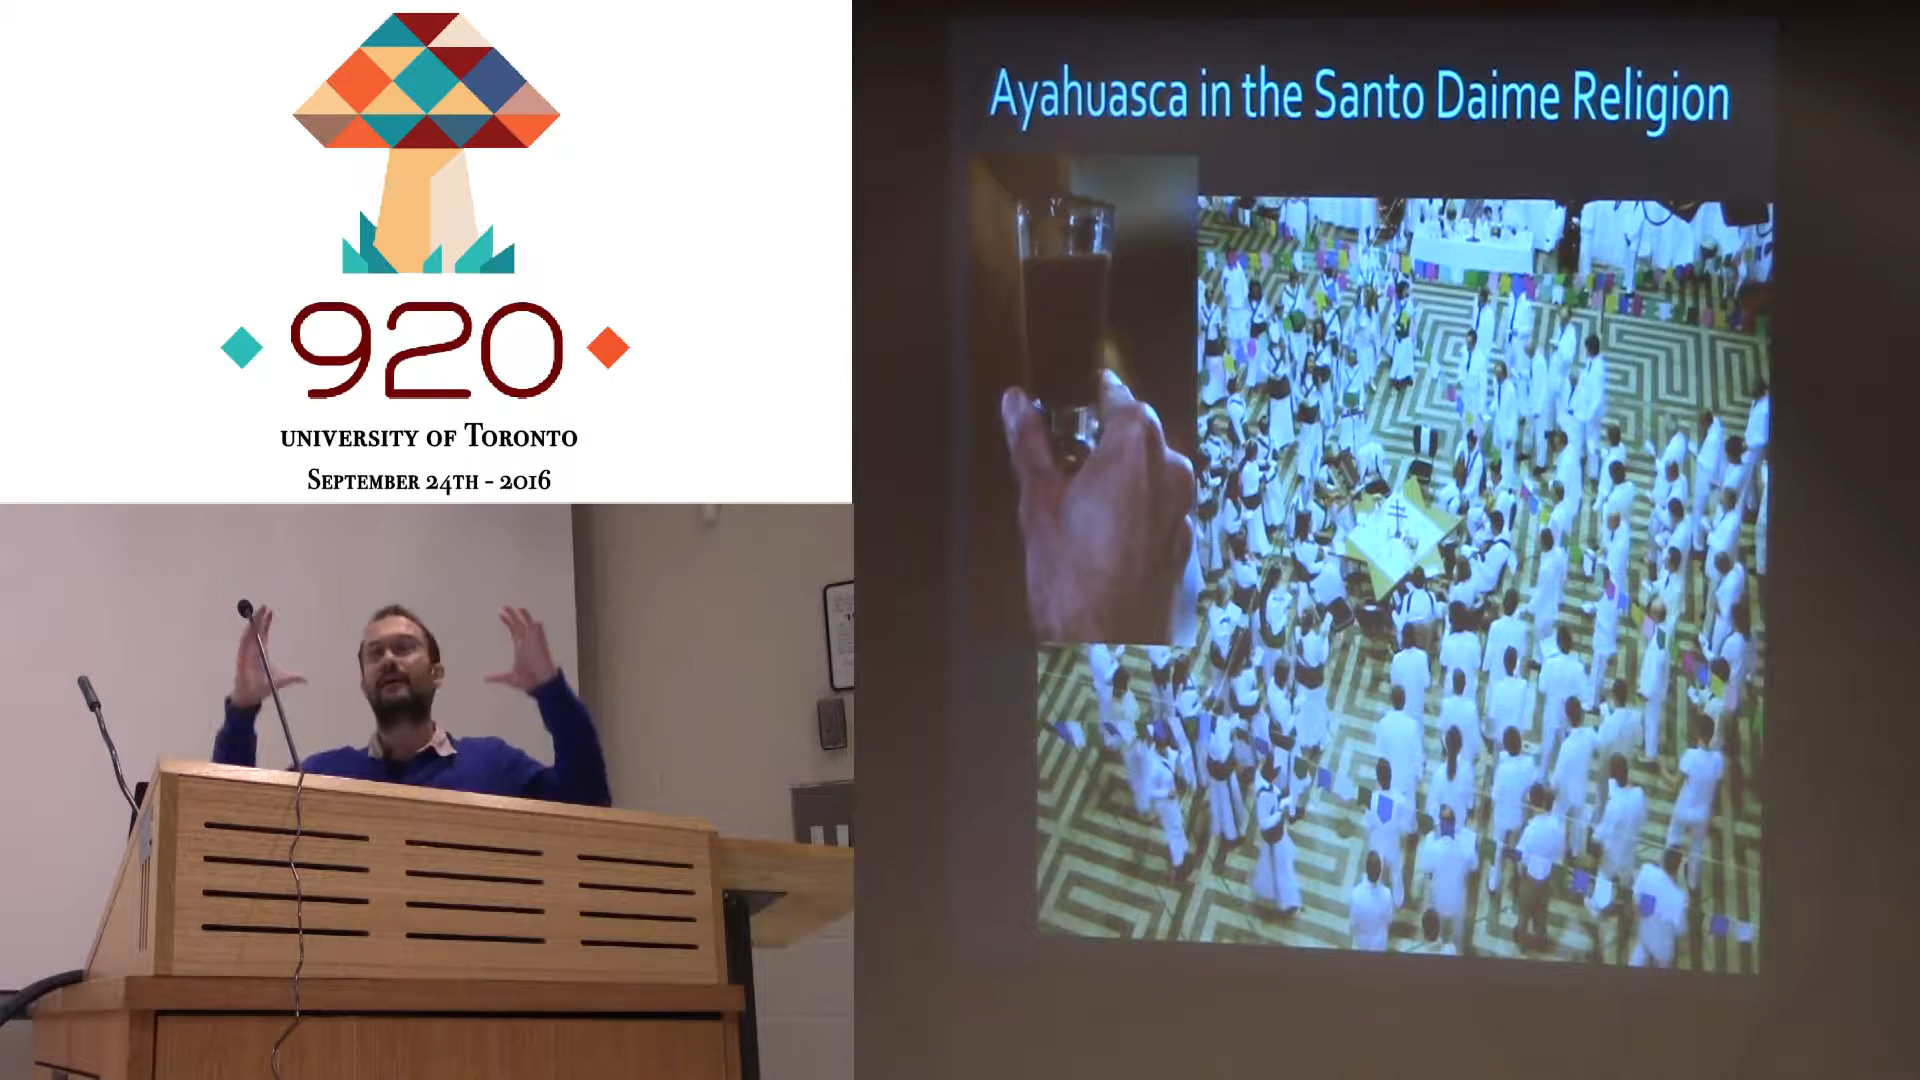 920
UNIVERSITY OF TORONTO
SEPTEMBER 24TH - 2016
Ayahuasca in the Santo Daime Religion